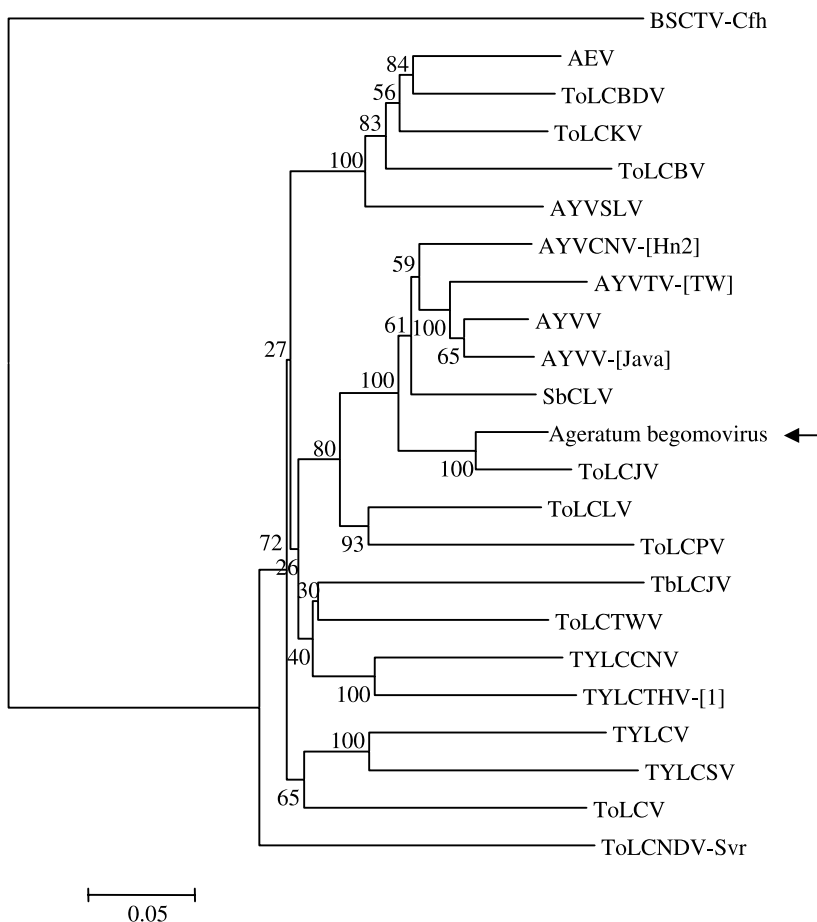 BSCTV-Cfh
AEV
84
ToLCBDV
56
ToLCKV
83
ToLCBV
100
AYVSLV
AYVCNV-[Hn2]
59
AYVTV-[TW]
AYVV
100
61
AYVV-[Java]
65
27
100
SbCLV
Ageratum begomovirus
80
100
ToLCJV
ToLCLV
93
ToLCPV
72
26
TbLCJV
30
ToLCTWV
40
TYLCCNV
100
TYLCTHV-[1]
TYLCV
100
TYLCSV
65
ToLCV
ToLCNDV-Svr
0.05